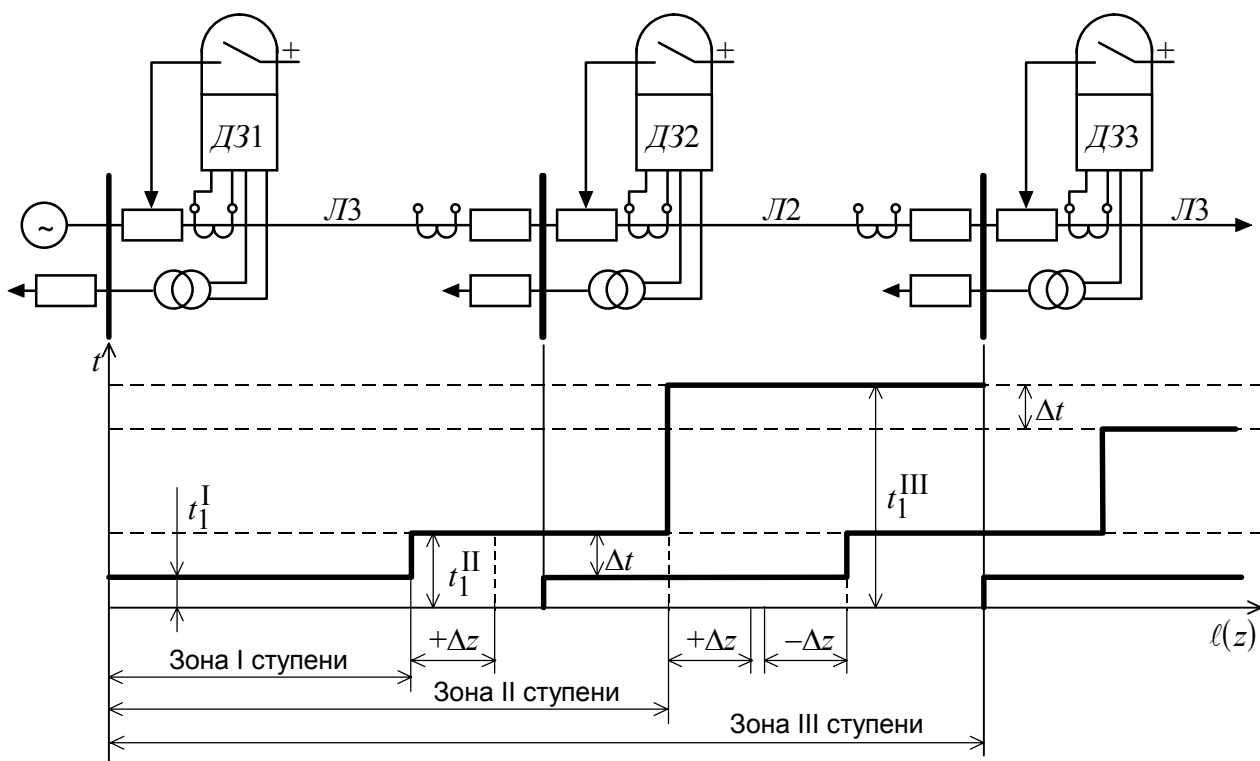 +
+
+
ДЗ1
ДЗ2
ДЗ3
~
Л3
Л2
Л3
t
Δt
t₁ᴵ
t₁ᴵᴵᴵ
t₁ᴵᴵ
Δt
+Δz
+Δz
−Δz
ℓ(z)
Зона I ступени
Зона II ступени
Зона III ступени